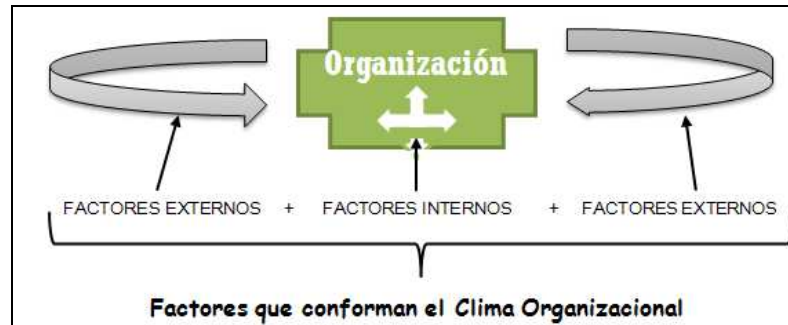 Organización
FACTORES EXTERNOS + FACTORES INTERNOS + FACTORES EXTERNOS
Factores que conforman el Clima Organizacional